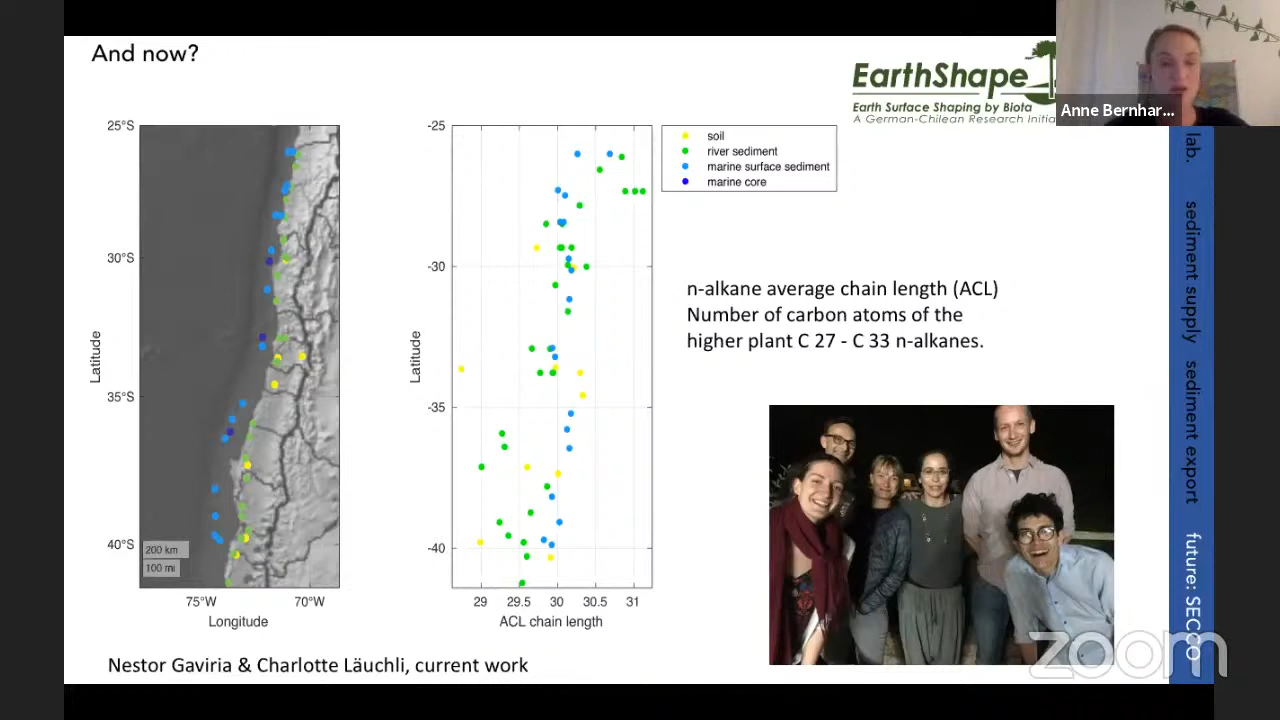 And now?
EarthShape
Earth Surface Shaping by Biota
A German-Chilean Research Initia
Anne Bernhar...
25°S
30°S
35°S
40°S
Latitude
200 km
100 mi
75°W 70°W
Longitude
-25
-30
-35
-40
Latitude
29 29.5 30 30.5 31
ACL chain length
soil
river sediment
marine surface sediment
marine core
n-alkane average chain length (ACL)
Number of carbon atoms of the
higher plant C 27 - C 33 n-alkanes.
Nestor Gaviria & Charlotte Läuchli, current work
lab. sediment supply sediment export future: SECCO
zoom